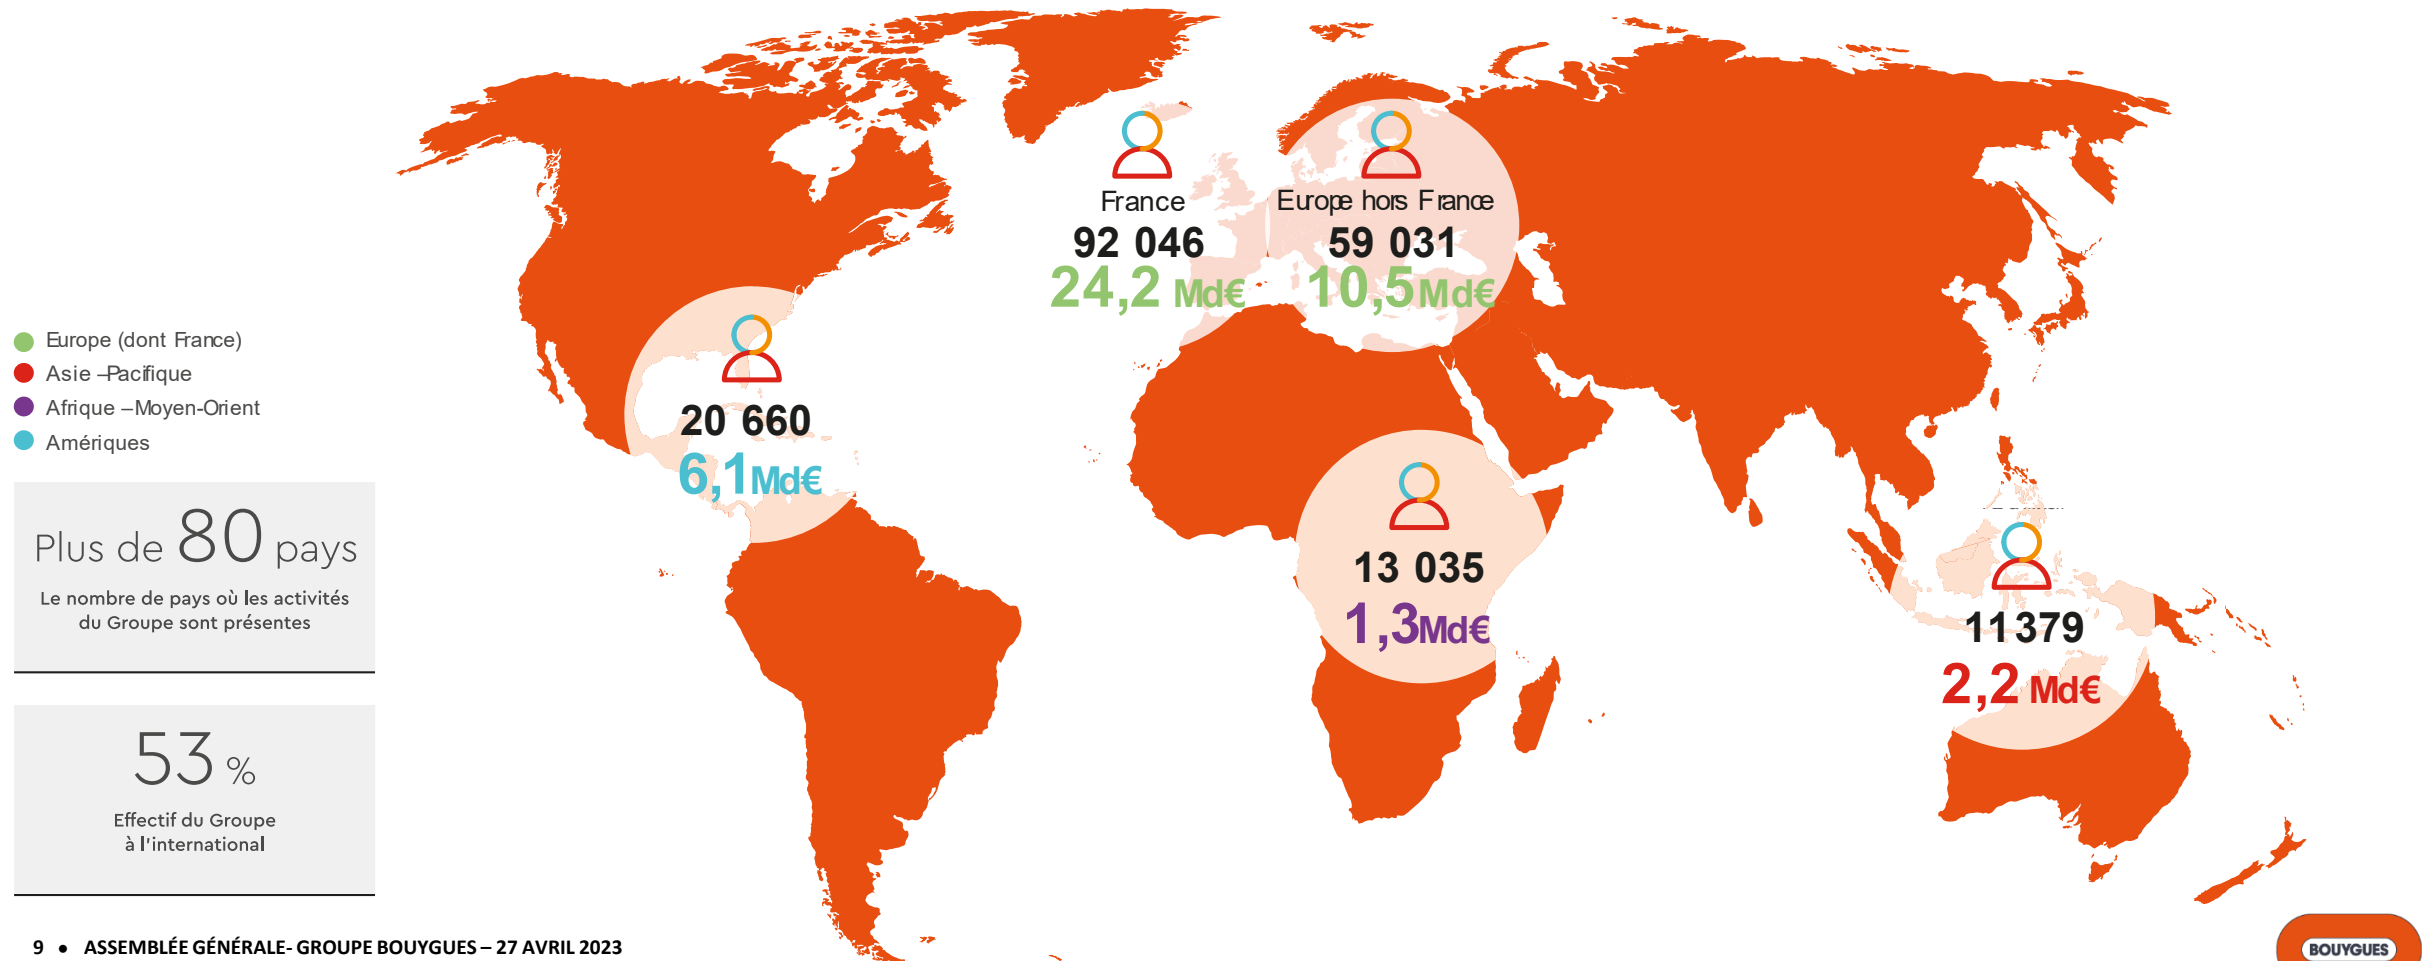 France
92 046
24,2 Md€
Europe hors France
59 031
10,5 Md€
Europe (dont France)
Asie –Pacifique
Afrique –Moyen-Orient
Amériques
20 660
6,1Md€
13 035
1,3Md€
11379
2,2 Md€
Plus de 80 pays
Le nombre de pays où les activités
du Groupe sont présentes
53 %
Effectif du Groupe
à l'international
9 • ASSEMBLÉE GÉNÉRALE- GROUPE BOUYGUES – 27 AVRIL 2023
BOUYGUES